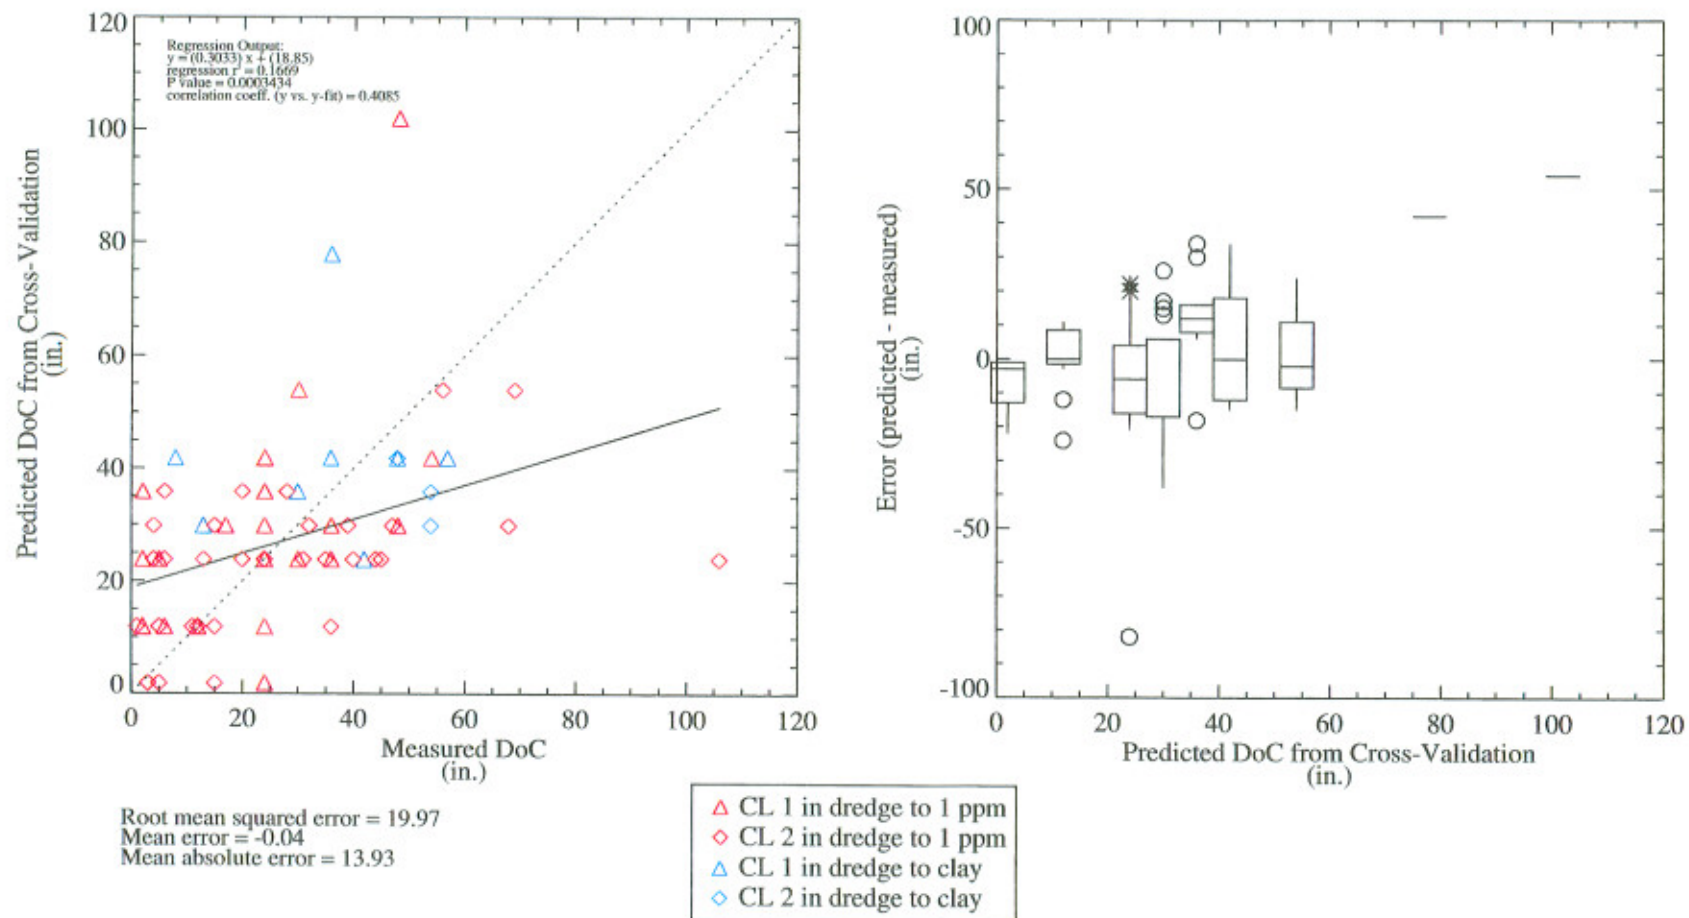 Regression Output:
y = (0.3033) x + (18.85)
regression r² = 0.1669
P value = 0.0003434
correlation coeff. (y vs. y-fit) = 0.4085
120
100
80
60
40
20
0
Predicted DoC from Cross-Validation
(in.)
0 20 40 60 80 100 120
Measured DoC
(in.)
100
50
0
-50
-100
Error (predicted - measured)
(in.)
0 20 40 60 80 100 120
Predicted DoC from Cross-Validation
(in.)
Root mean squared error = 19.97
Mean error = -0.04
Mean absolute error = 13.93
CL 1 in dredge to 1 ppm
CL 2 in dredge to 1 ppm
CL 1 in dredge to clay
CL 2 in dredge to clay